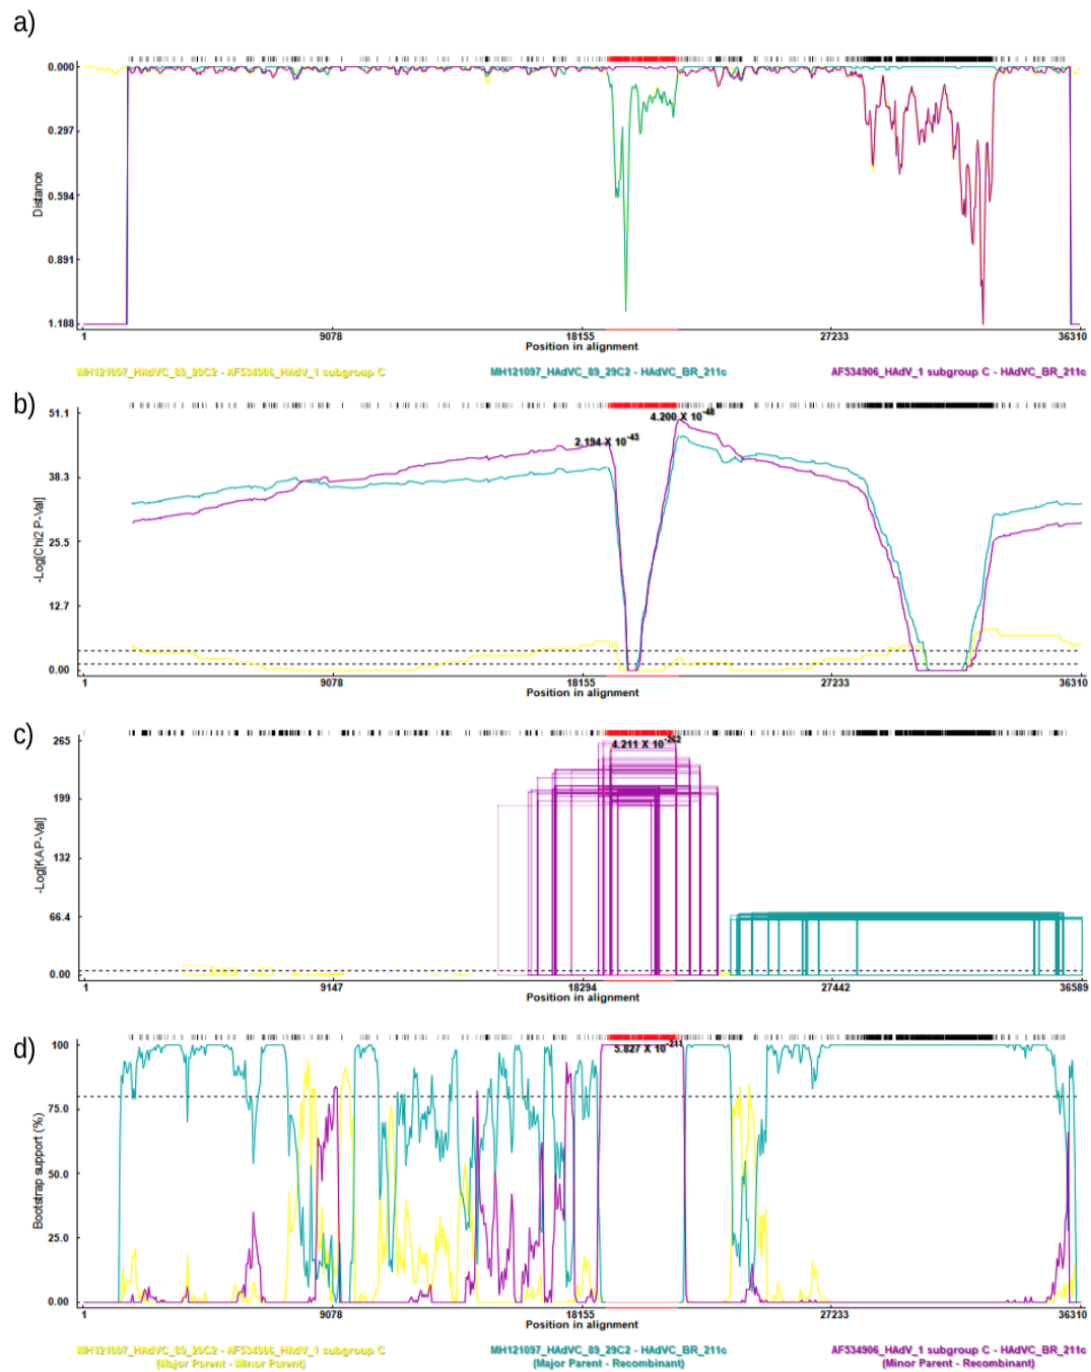 a)
0.000
0.297
0.594
0.891
1.188
Distance
1 9078 18155 27233 36310
Position in alignment
MH121097_HAdVC_89_29C2 - AF534906_HAdV_1 subgroup C MH121097_HAdVC_89_29C2 - HAdVC_BR_211c AF534906_HAdV_1 subgroup C - HAdVC_BR_211c
b)
51.1
38.3
25.5
12.7
0.00
-Log[Chi2 P-Val]
2.194 X 10^-43
4.200 X 10^-48
1 9078 18155 27233 36310
Position in alignment
c)
265
199
132
66.4
0.00
-Log[KA P-Val]
4.211 X 10^-262
1 9147 18294 27442 36589
Position in alignment
d)
100
75.0
50.0
25.0
0.00
Bootstrap support (%)
5.827 X 10^-211
1 9078 18155 27233 36310
Position in alignment
MH121097_HAdVC_89_29C2 - AF534906_HAdV_1 subgroup C MH121097_HAdVC_89_29C2 - HAdVC_BR_211c AF534906_HAdV_1 subgroup C - HAdVC_BR_211c
(Major Parent - Minor Parent) (Major Parent - Recombinant) (Minor Parent - Recombinant)